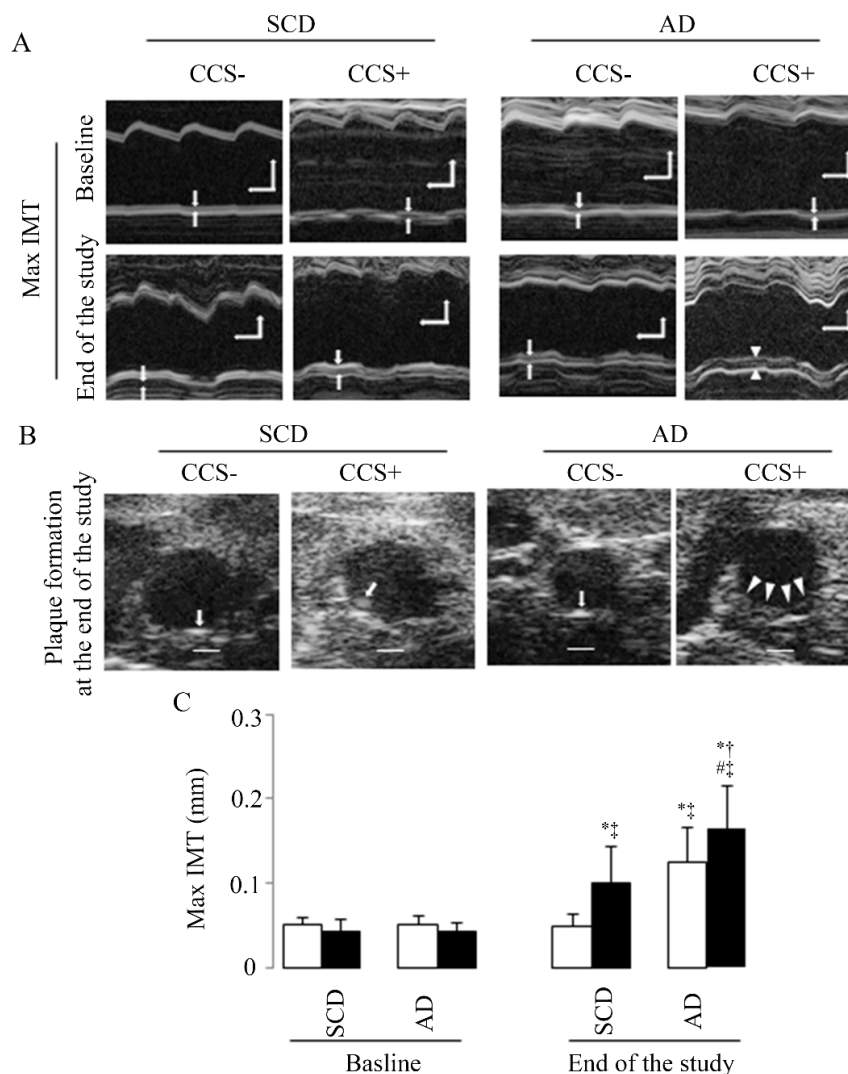 A
SCD AD
CCS- CCS+ CCS- CCS+
Max IMT
Baseline
End of the study
B
SCD AD
CCS- CCS+ CCS- CCS+
Plaque formation
at the end of the study
C
Max IMT (mm)
0.3
0.2
0.1
0
*‡
*‡
*†
#‡
SCD AD SCD AD
Basline End of the study